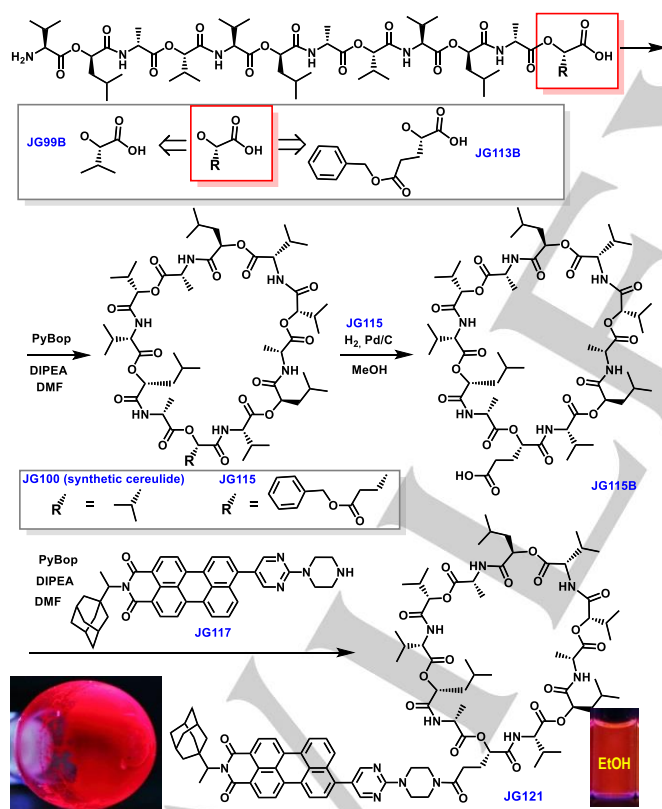 H₂N
R
OH
JG99B
R
JG113B
PyBop
DIPEA
DMF
JG115
H₂, Pd/C
MeOH
R
HO
JG115B
JG100 (synthetic cereulide)
JG115
R =
R =
PyBop
DIPEA
DMF
JG117
EtOH
JG121